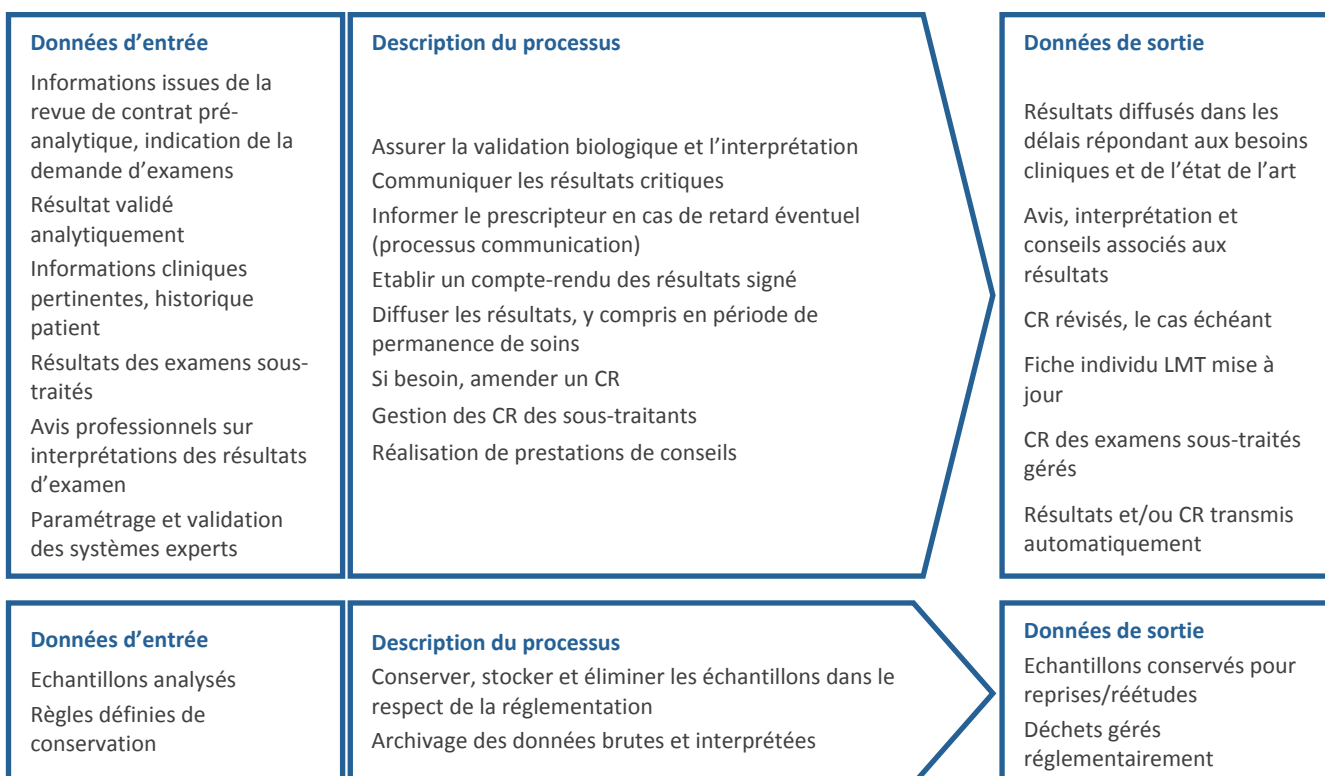 Données d'entrée
Informations issues de la
revue de contrat pré-
analytique, indication de la
demande d'examens
Résultat validé
analytiquement
Informations cliniques
pertinentes, historique
patient
Résultats des examens sous-
traités
Avis professionnels sur
interprétations des résultats
d'examen
Paramétrage et validation
des systèmes experts
Description du processus
Assurer la validation biologique et l'interprétation
Communiquer les résultats critiques
Informer le prescripteur en cas de retard éventuel
(processus communication)
Etablir un compte-rendu des résultats signé
Diffuser les résultats, y compris en période de
permanence de soins
Si besoin, amender un CR
Gestion des CR des sous-traitants
Réalisation de prestations de conseils
Données de sortie
Résultats diffusés dans les
délais répondant aux besoins
cliniques et de l'état de l'art
Avis, interprétation et
conseils associés aux
résultats
CR révisés, le cas échéant
Fiche individu LMT mise à
jour
CR des examens sous-traités
gérés
Résultats et/ou CR transmis
automatiquement
Données d'entrée
Echantillons analysés
Règles définies de
conservation
Description du processus
Conserver, stocker et éliminer les échantillons dans le
respect de la réglementation
Archivage des données brutes et interprétées
Données de sortie
Echantillons conservés pour
reprises/réétudes
Déchets gérés
réglementairement